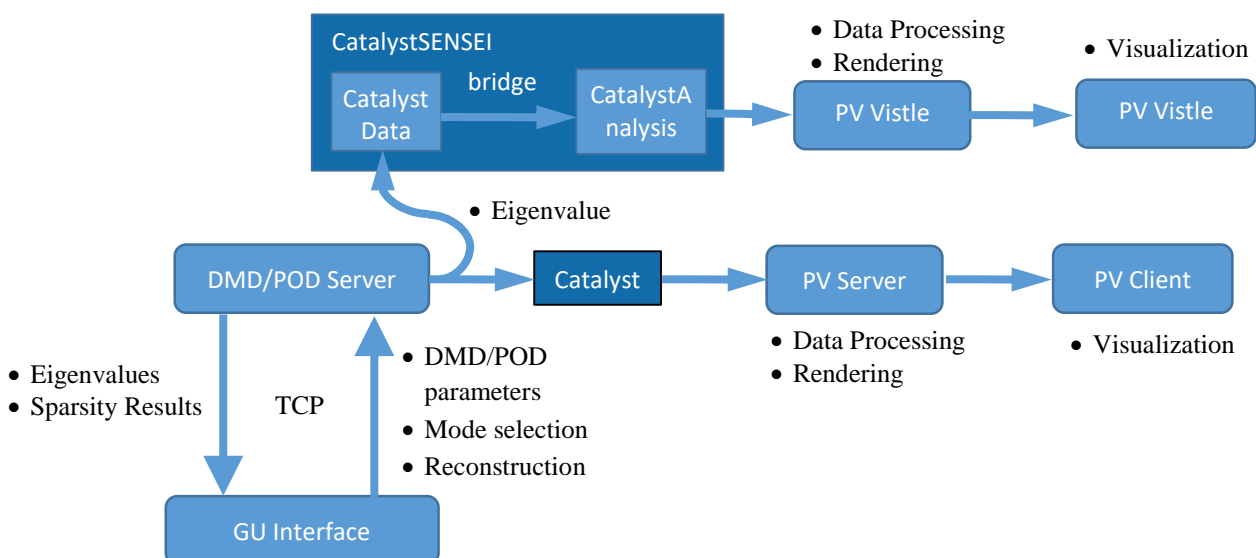 CatalystSENSEI
bridge
Catalyst
Data
CatalystA
nalysis
• Data Processing
• Rendering
PV Vistle
• Visualization
PV Vistle
• Eigenvalue
DMD/POD Server
Catalyst
PV Server
PV Client
• Data Processing
• Rendering
• Visualization
• Eigenvalues
• Sparsity Results
TCP
• DMD/POD
parameters
• Mode selection
• Reconstruction
GU Interface